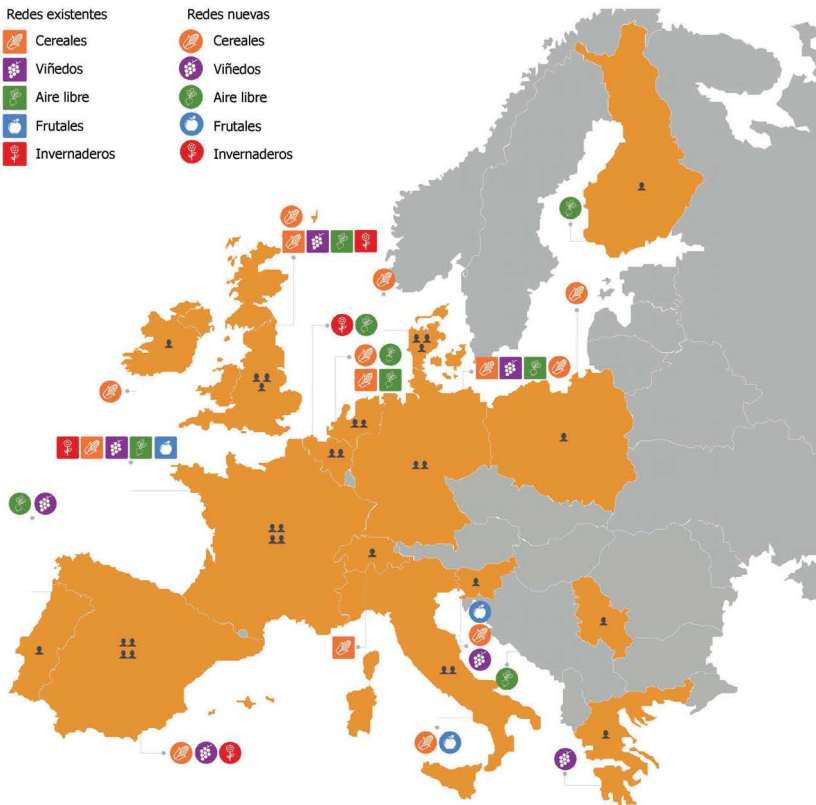 Redes existentes
Cereales
Viñedos
Aire libre
Frutales
Invernaderos
Redes nuevas
Cereales
Viñedos
Aire libre
Frutales
Invernaderos